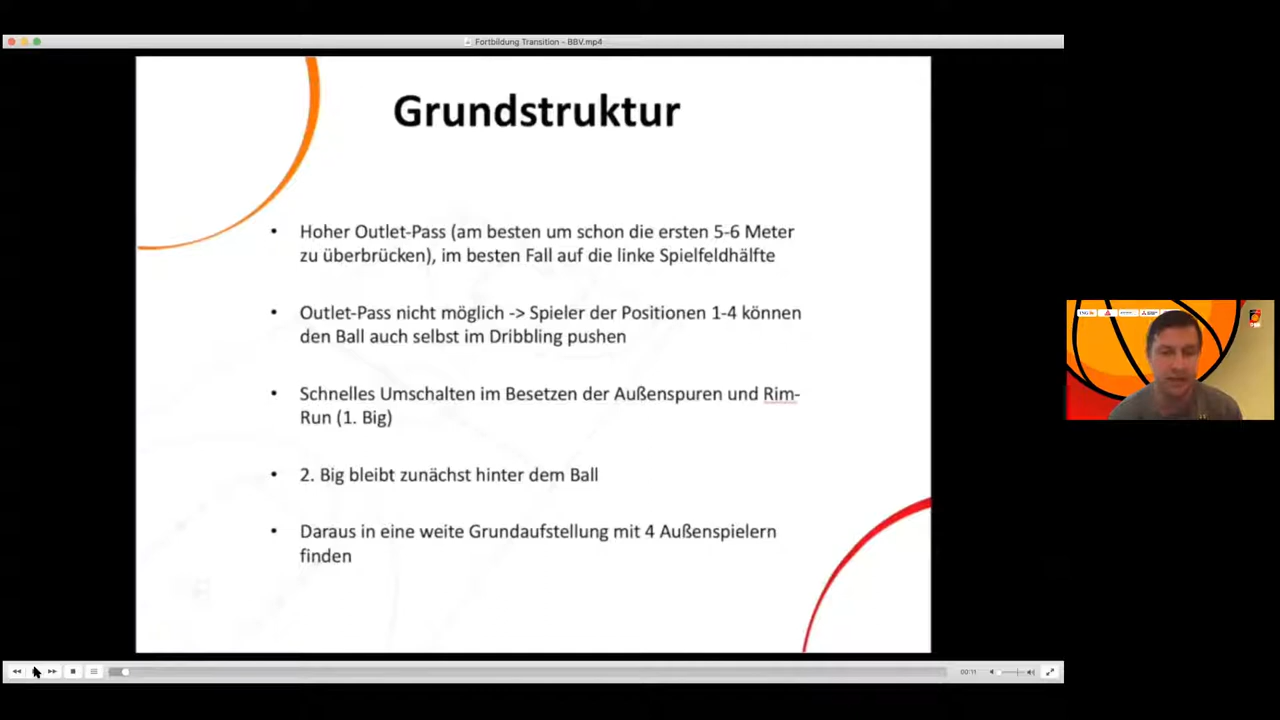 Fortbildung Transition - BBV.mp4
Grundstruktur
• Hoher Outlet-Pass (am besten um schon die ersten 5-6 Meter
zu überbrücken), im besten Fall auf die linke Spielfeldhälfte
• Outlet-Pass nicht möglich -> Spieler der Positionen 1-4 können
den Ball auch selbst im Dribbling pushen
• Schnelles Umschalten im Besetzen der Außenspuren und Rim-
Run (1. Big)
• 2. Big bleibt zunächst hinter dem Ball
• Daraus in eine weite Grundaufstellung mit 4 Außenspielern
finden
00:11